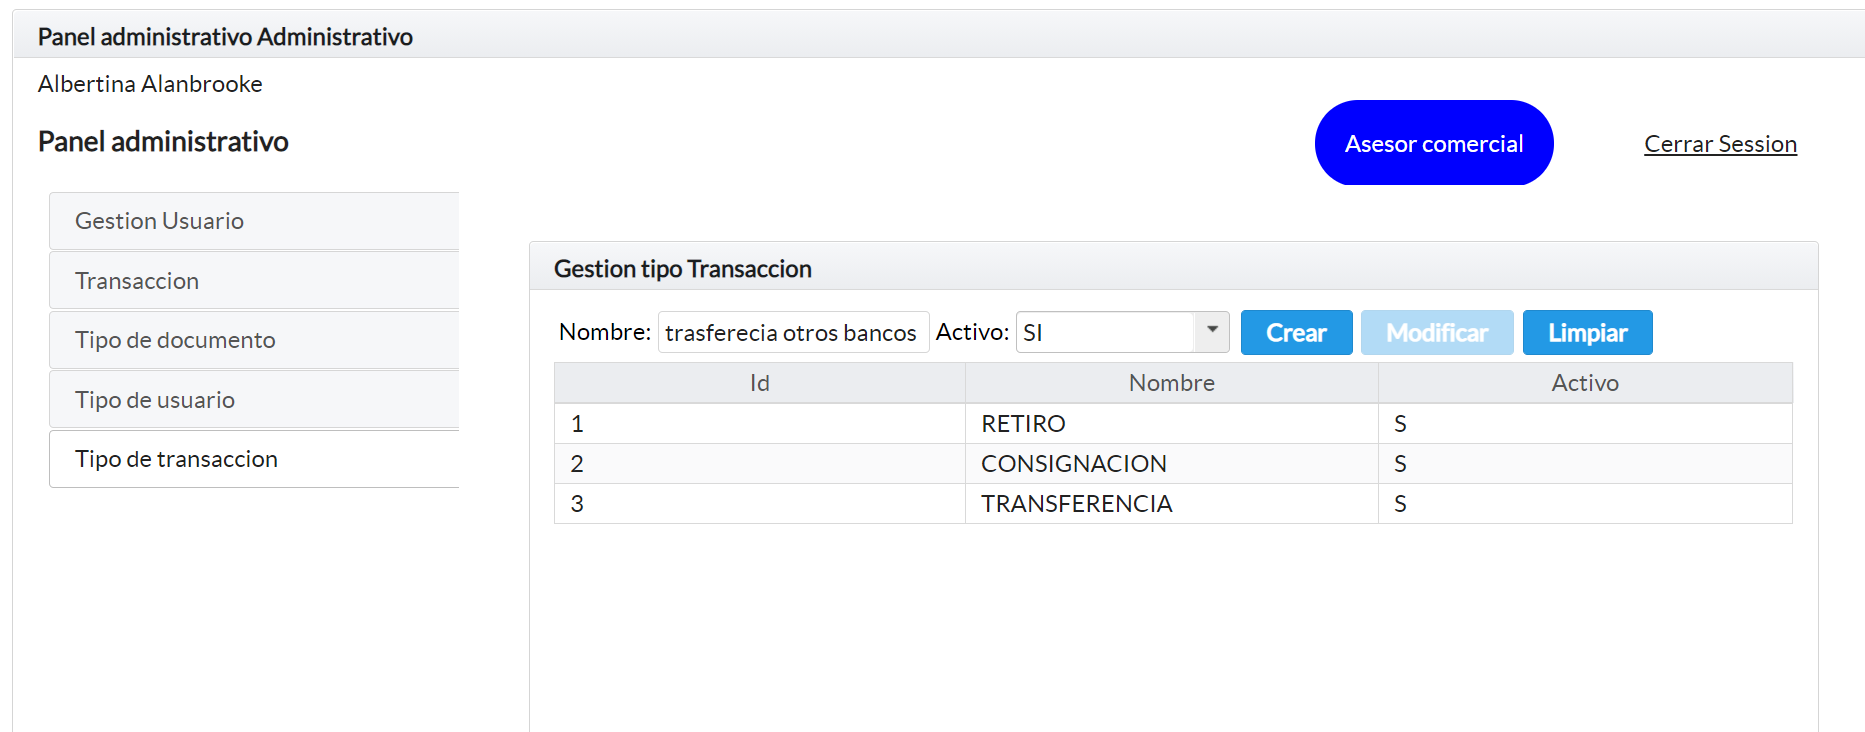 Panel administrativo Administrativo
Albertina Alanbrooke
Panel administrativo
Asesor comercial
Cerrar Session
Gestion Usuario
Transaccion
Tipo de documento
Tipo de usuario
Tipo de transaccion
Gestion tipo Transaccion
Nombre: trasferecia otros bancos Activo: SI Crear Modificar Limpiar
Id Nombre Activo
1 RETIRO S
2 CONSIGNACION S
3 TRANSFERENCIA S